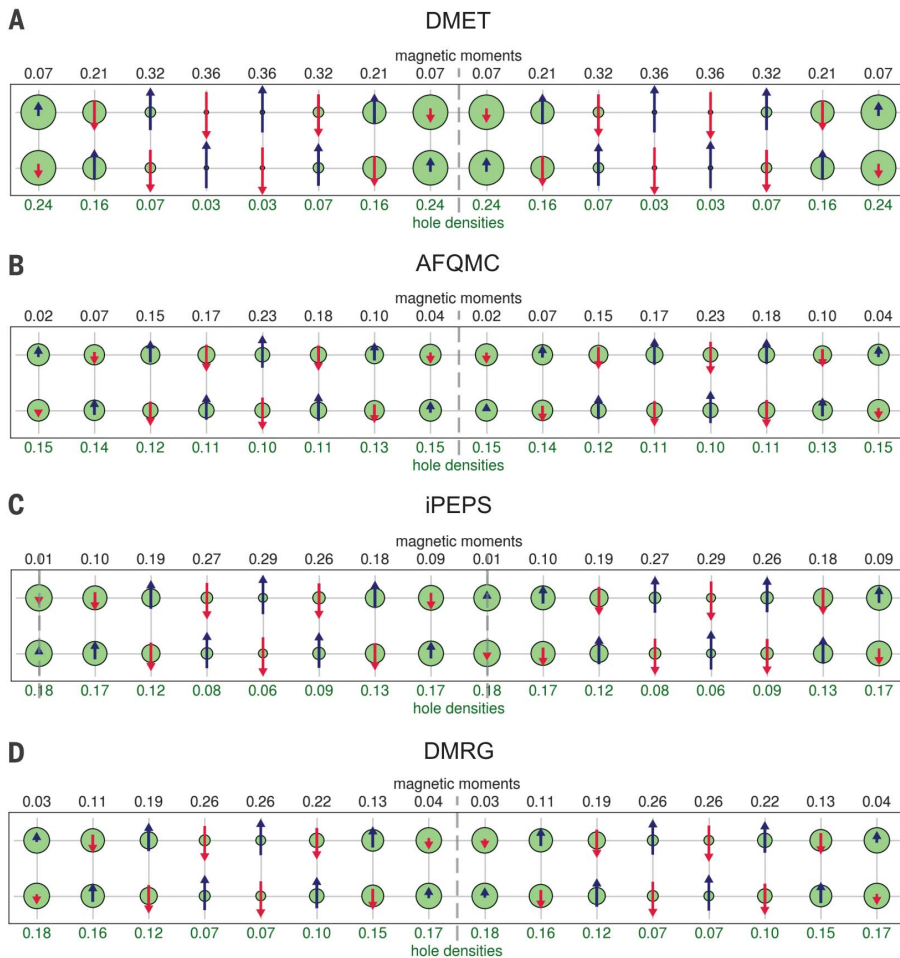 A
DMET
magnetic moments
0.07 0.21 0.32 0.36 0.36 0.32 0.21 0.07 0.07 0.21 0.32 0.36 0.36 0.32 0.21 0.07
0.24 0.16 0.07 0.03 0.03 0.07 0.16 0.24 0.24 0.16 0.07 0.03 0.03 0.07 0.16 0.24
hole densities
B
AFQMC
magnetic moments
0.02 0.07 0.15 0.17 0.23 0.18 0.10 0.04 0.02 0.07 0.15 0.17 0.23 0.18 0.10 0.04
0.15 0.14 0.12 0.11 0.10 0.11 0.13 0.15 0.15 0.14 0.12 0.11 0.10 0.11 0.13 0.15
hole densities
C
iPEPS
magnetic moments
0.01 0.10 0.19 0.27 0.29 0.26 0.18 0.09 0.01 0.10 0.19 0.27 0.29 0.26 0.18 0.09
0.18 0.17 0.12 0.08 0.06 0.09 0.13 0.17 0.18 0.17 0.12 0.08 0.06 0.09 0.13 0.17
hole densities
D
DMRG
magnetic moments
0.03 0.11 0.19 0.26 0.26 0.22 0.13 0.04 0.03 0.11 0.19 0.26 0.26 0.22 0.13 0.04
0.18 0.16 0.12 0.07 0.07 0.10 0.15 0.17 0.18 0.16 0.12 0.07 0.07 0.10 0.15 0.17
hole densities